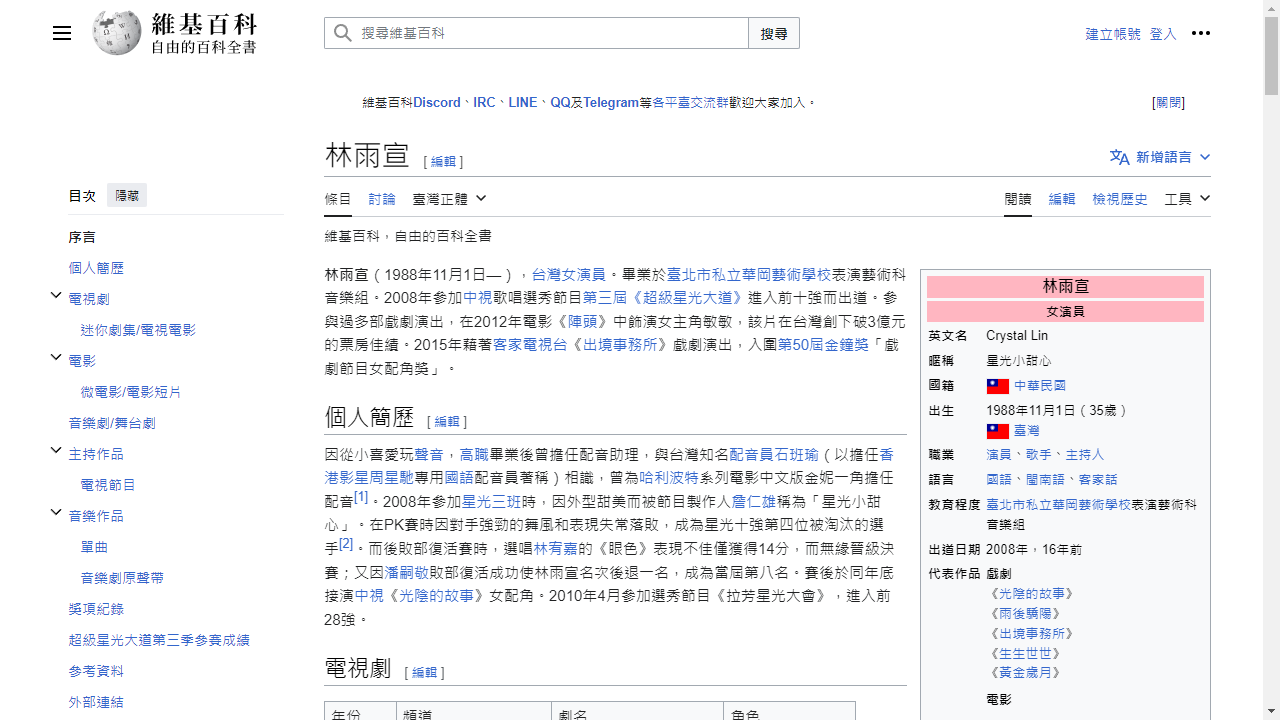 維基百科
自由的百科全書
搜尋維基百科
搜尋
建立帳號 登入
維基百科Discord、IRC、LINE、QQ及Telegram等各平臺交流群歡迎大家加入。
[關閉]
林雨宣 [ 編輯 ]
新增語言
目次 隱藏
條目 討論 臺灣正體
閱讀 編輯 檢視歷史 工具
維基百科，自由的百科全書
序言
個人簡歷
電視劇
迷你劇集/電視電影
電影
微電影/電影短片
音樂劇/舞台劇
主持作品
電視節目
音樂作品
單曲
音樂劇原聲帶
獎項紀錄
超級星光大道第三季參賽成績
參考資料
外部連結
林雨宣（1988年11月1日—），台灣女演員。畢業於臺北市私立華岡藝術學校表演藝術科
音樂組。2008年參加中視歌唱選秀節目第三屆《超級星光大道》進入前十強而出道。參
與過多部戲劇演出，在2012年電影《陣頭》中飾演女主角敏敏，該片在台灣創下破3億元
的票房佳績。2015年藉著客家電視台《出境事務所》戲劇演出，入圍第50屆金鐘獎「戲
劇節目女配角獎」。
個人簡歷 [ 編輯 ]
因從小喜愛玩聲音，高職畢業後曾擔任配音助理，與台灣知名配音員石班瑜（以擔任香
港影星周星馳專用國語配音員著稱）相識，曾為哈利波特系列電影中文版金妮一角擔任
配音[1]。2008年參加星光三班時，因外型甜美而被節目製作人詹仁雄稱為「星光小甜
心」。在PK賽時因對手強勁的舞風和表現失常落敗，成為星光十強第四位被淘汰的選
手[2]。而後敗部復活賽時，選唱林宥嘉的《眼色》表現不佳僅獲得14分，而無緣晉級決
賽；又因潘嗣敬敗部復活成功使林雨宣名次後退一名，成為當屆第八名。賽後於同年底
接演中視《光陰的故事》女配角。2010年4月參加選秀節目《拉芳星光大會》，進入前
28強。
電視劇 [ 編輯 ]
年份 頻道 劇名 角色
林雨宣
女演員
英文名 Crystal Lin
暱稱 星光小甜心
國籍 中華民國
出生 1988年11月1日（35歲）
臺灣
職業 演員、歌手、主持人
語言 國語、閩南語、客家話
教育程度 臺北市私立華岡藝術學校表演藝術科
音樂組
出道日期 2008年，16年前
代表作品 戲劇
《光陰的故事》
《雨後驕陽》
《出境事務所》
《生生世世》
《黃金歲月》
電影